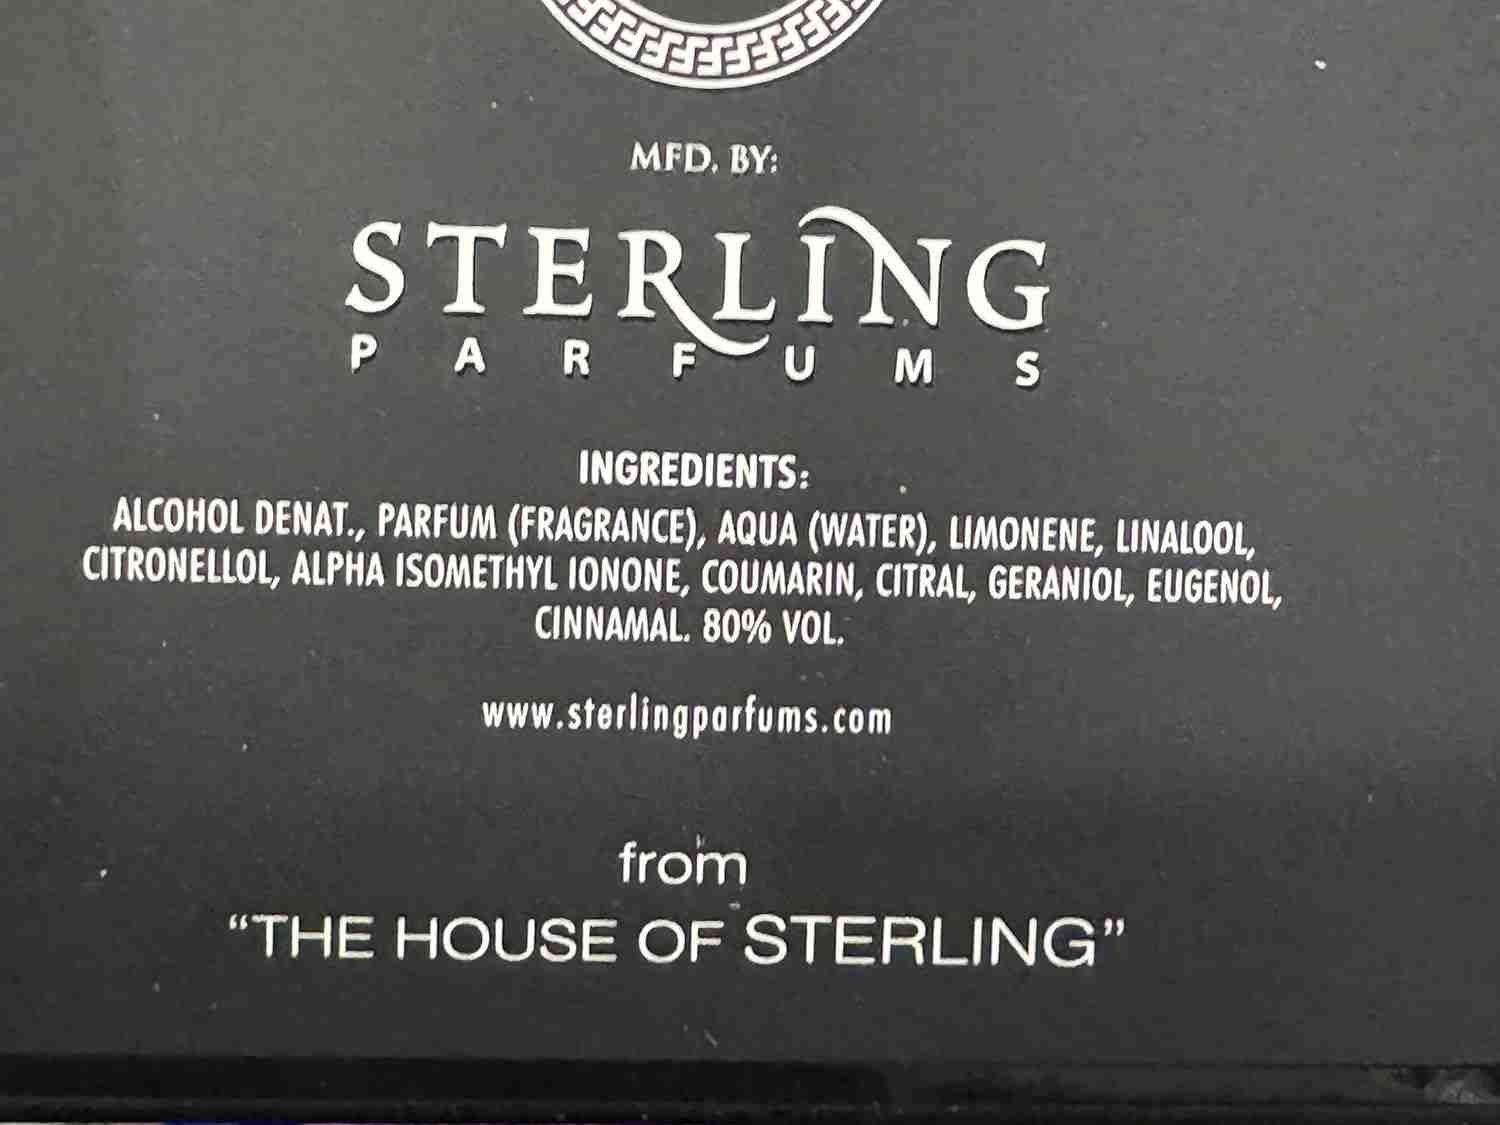 MFD. BY:
STERLING
PARFUMS
INGREDIENTS:
ALCOHOL DENAT., PARFUM (FRAGRANCE), AQUA (WATER), LIMONENE, LINALOOL,
CITRONELLOL, ALPHA ISOMETHYL IONONE, COUMARIN, CITRAL, GERANIOL, EUGENOL,
CINNAMAL. 80% VOL.
www.sterlingparfums.com
from
“THE HOUSE OF STERLING”